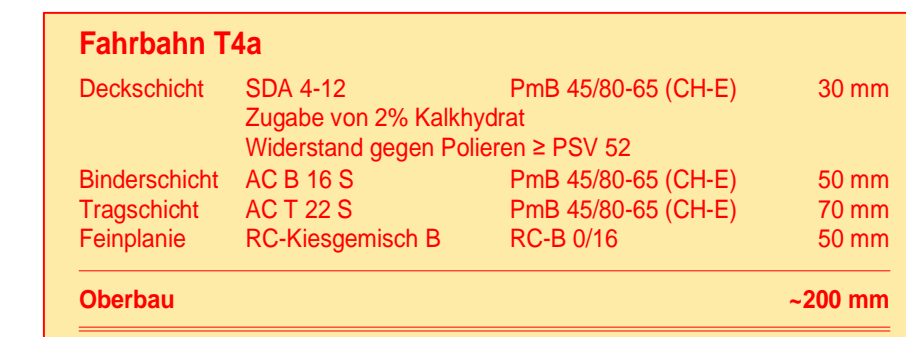 Fahrbahn T4a
Deckschicht SDA 4-12 PmB 45/80-65 (CH-E) 30 mm
Zugabe von 2% Kalkhydrat
Widerstand gegen Polieren ≥ PSV 52
Binderschicht AC B 16 S PmB 45/80-65 (CH-E) 50 mm
Tragschicht AC T 22 S PmB 45/80-65 (CH-E) 70 mm
Feinplanie RC-Kiesgemisch B RC-B 0/16 50 mm
Oberbau ~200 mm